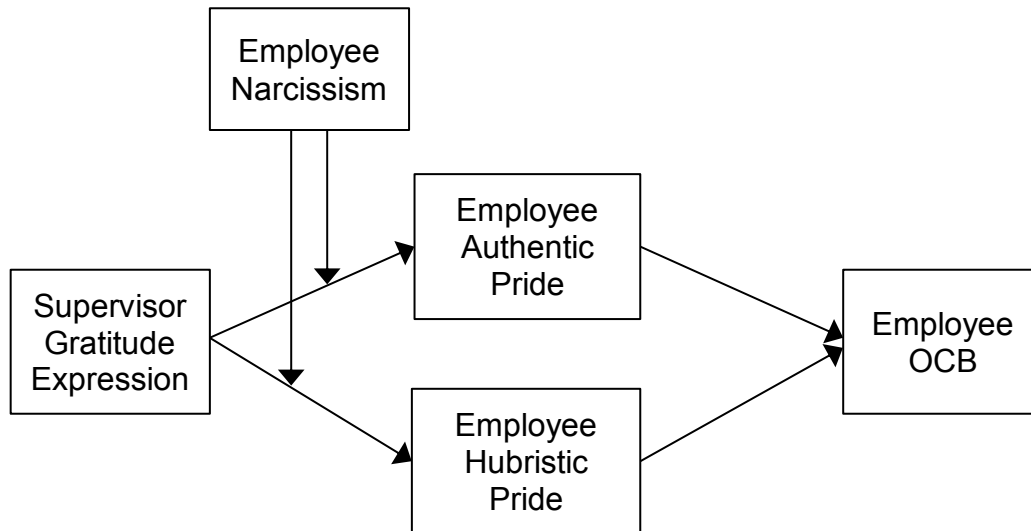 Employee
Narcissism
Employee
Authentic
Pride
Supervisor
Gratitude
Expression
Employee
OCB
Employee
Hubristic
Pride